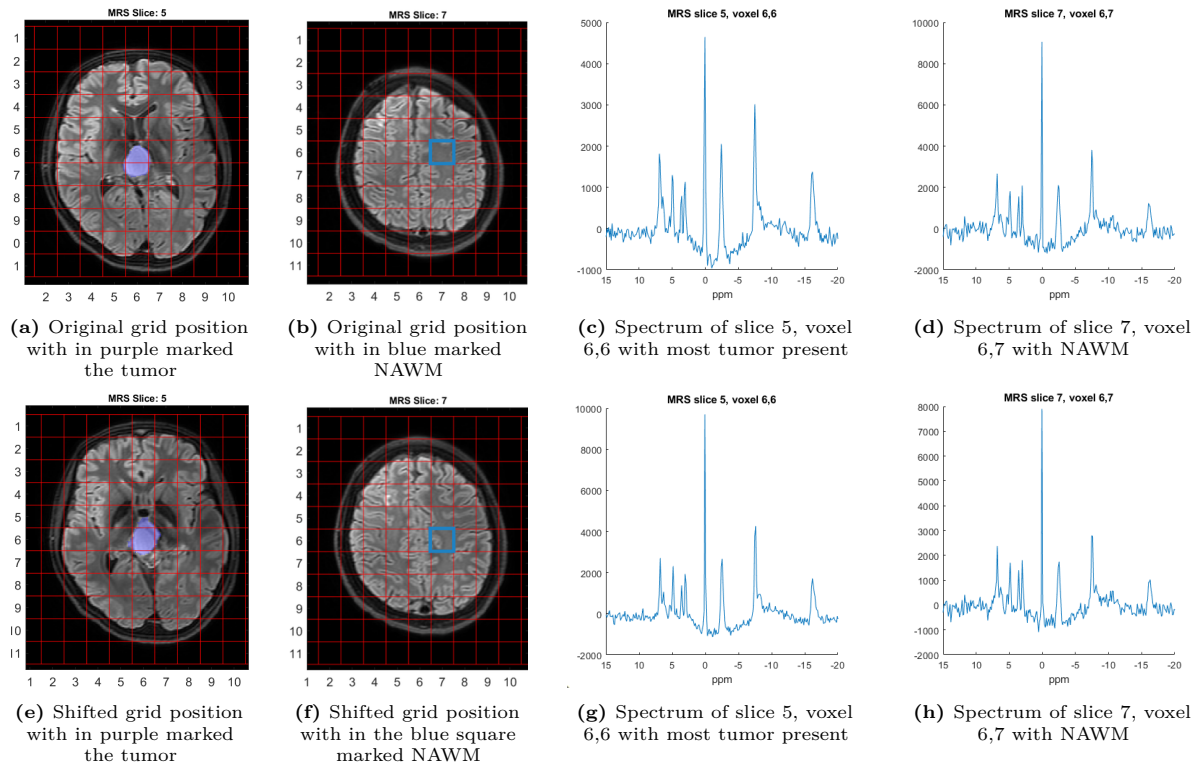 MRS Slice: 5
1
2
3
4
5
6
7
8
9
0
1
2 3 4 5 6 7 8 9 10
(a) Original grid position
with in purple marked
the tumor
MRS Slice: 7
1
2
3
4
5
6
7
8
9
10
11
2 3 4 5 6 7 8 9 10
(b) Original grid position
with in blue marked
NAWM
MRS slice 5, voxel 6,6
5000
4000
3000
2000
1000
0
-1000
15 10 5 0 -5 -10 -15 -20
ppm
(c) Spectrum of slice 5, voxel
6,6 with most tumor present
MRS slice 7, voxel 6,7
10000
8000
6000
4000
2000
0
-2000
15 10 5 0 -5 -10 -15 -20
ppm
(d) Spectrum of slice 7, voxel
6,7 with NAWM
MRS Slice: 5
1
2
3
4
5
6
7
8
9
10
11
1 2 3 4 5 6 7 8 9 10
(e) Shifted grid position
with in purple marked
the tumor
MRS Slice: 7
1
2
3
4
5
6
7
8
9
10
11
1 2 3 4 5 6 7 8 9 10
(f) Shifted grid position
with in the blue square
marked NAWM
MRS slice 5, voxel 6,6
10000
8000
6000
4000
2000
0
-2000
15 10 5 0 -5 -10 -15 -20
ppm
(g) Spectrum of slice 5, voxel
6,6 with most tumor present
MRS slice 7, voxel 6,7
8000
7000
6000
5000
4000
3000
2000
1000
0
-1000
-2000
15 10 5 0 -5 -10 -15 -20
ppm
(h) Spectrum of slice 7, voxel
6,7 with NAWM